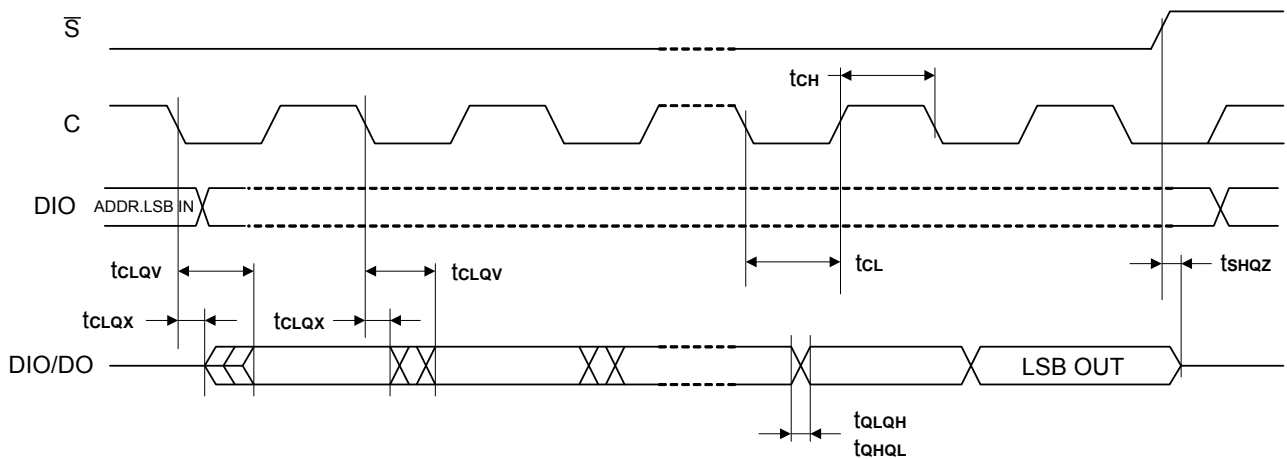 S
tCH
C
DIO
ADDR.LSB IN
tCLQV
tCLQV
tCL
tSHQZ
tCLQX
tCLQX
DIO/DO
LSB OUT
tQLQH
tQHQL